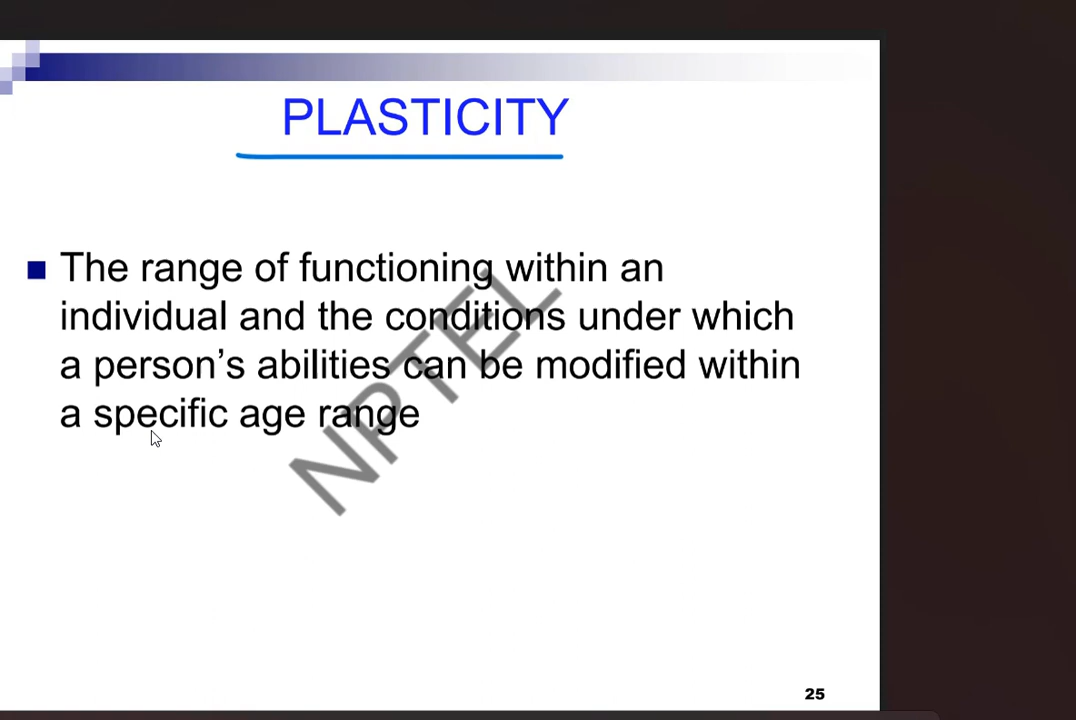 PLASTICITY
The range of functioning within an
individual and the conditions under which
a person’s abilities can be modified within
a specific age range
NPTEL
25